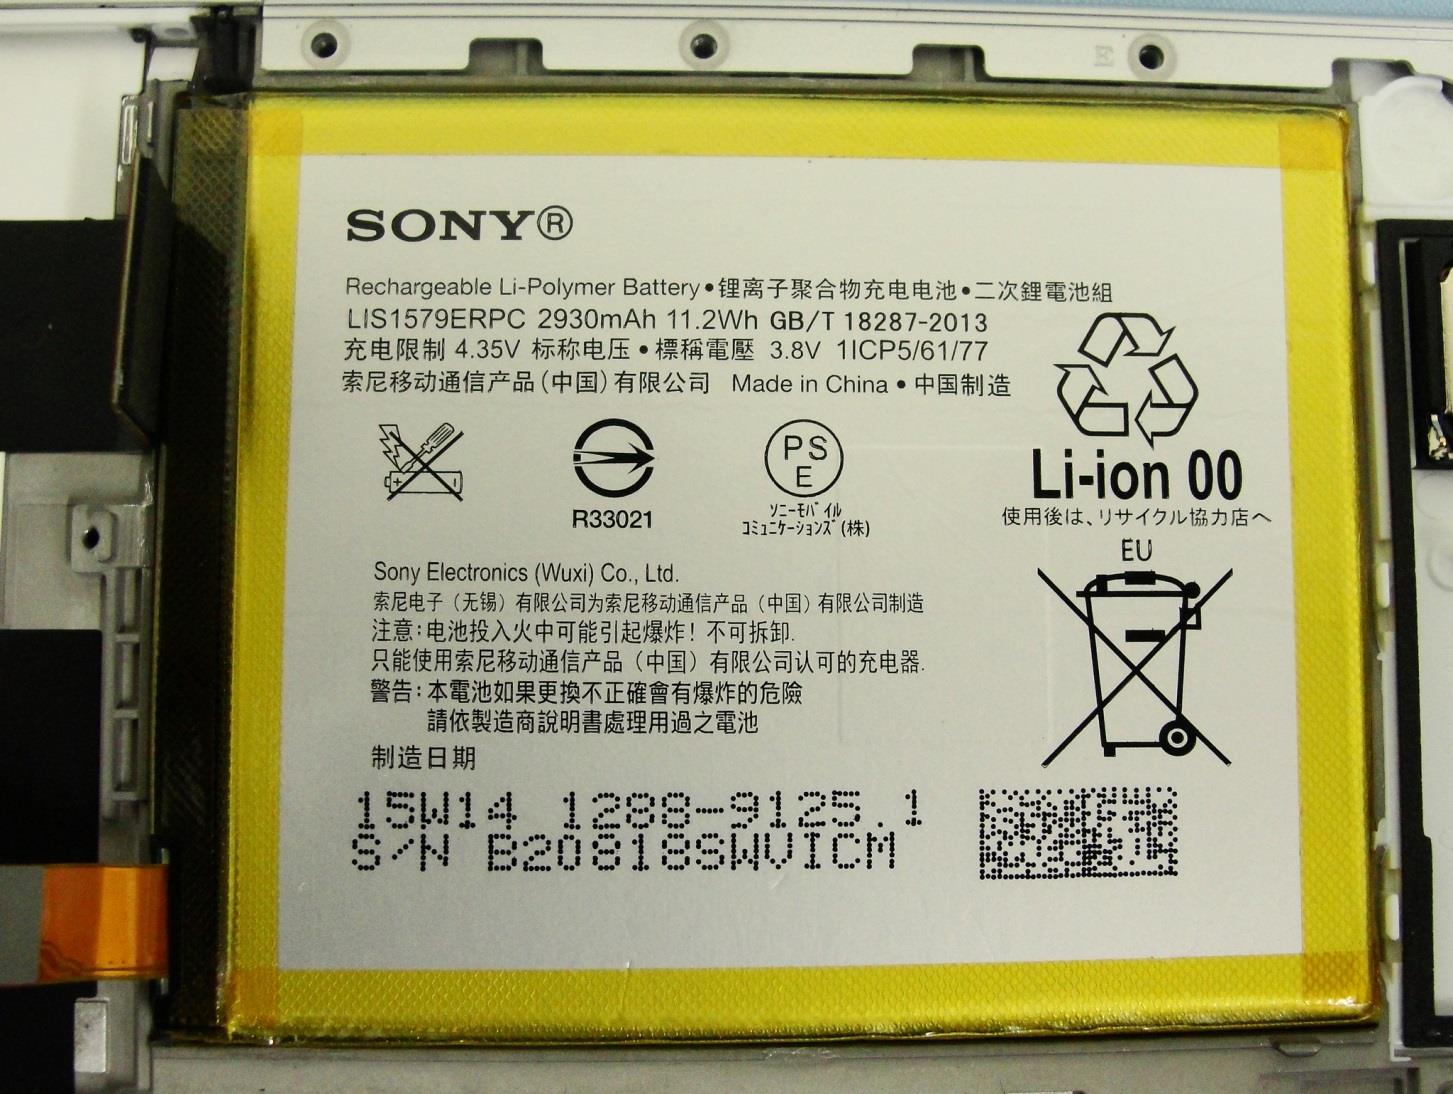 E
SONY®
Rechargeable Li-Polymer Battery•锂离子聚合物充电电池•二次鋰電池組
LIS1579ERPC 2930mAh 11.2Wh GB/T 18287-2013
充电限制 4.35V 标称电压•標稱電壓 3.8V 1ICP5/61/77
索尼移动通信产品(中国)有限公司 Made in China • 中国制造
R33021
PS
E
ソニーモバイル
コミュニケーションズ(株)
Li-ion 00
使用後は、リサイクル協力店へ
EU
Sony Electronics (Wuxi) Co., Ltd.
索尼电子（无锡）有限公司为索尼移动通信产品（中国）有限公司制造
注意:电池投入火中可能引起爆炸! 不可拆卸.
只能使用索尼移动通信产品（中国）有限公司认可的充电器.
警告:本電池如果更換不正確會有爆炸的危險
請依製造商說明書處理用過之電池
制造日期
15W14 1288-9125.1
S/N B20818SWVICM